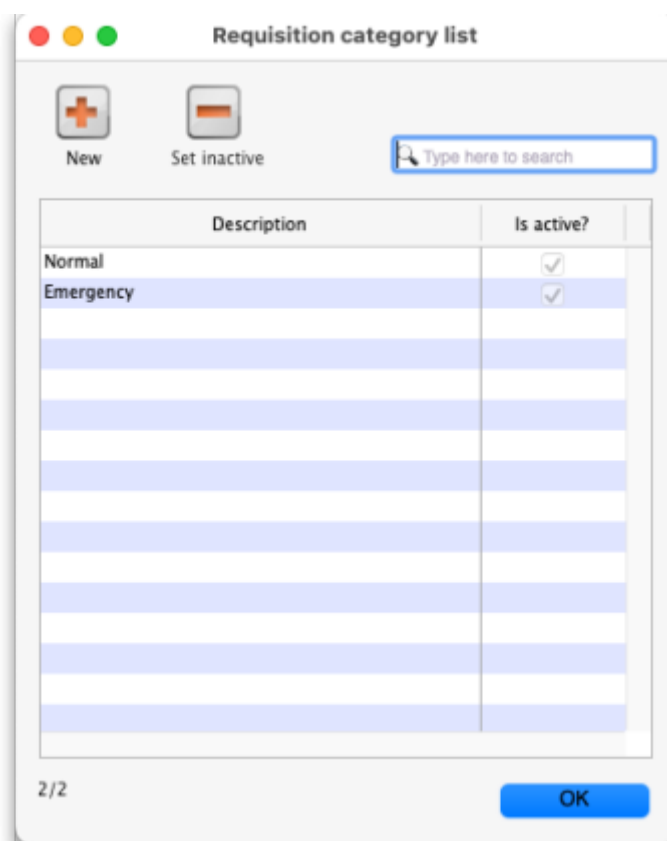 Requisition category list
New Set inactive
Type here to search
Description Is active?
Normal
Emergency
2/2
OK